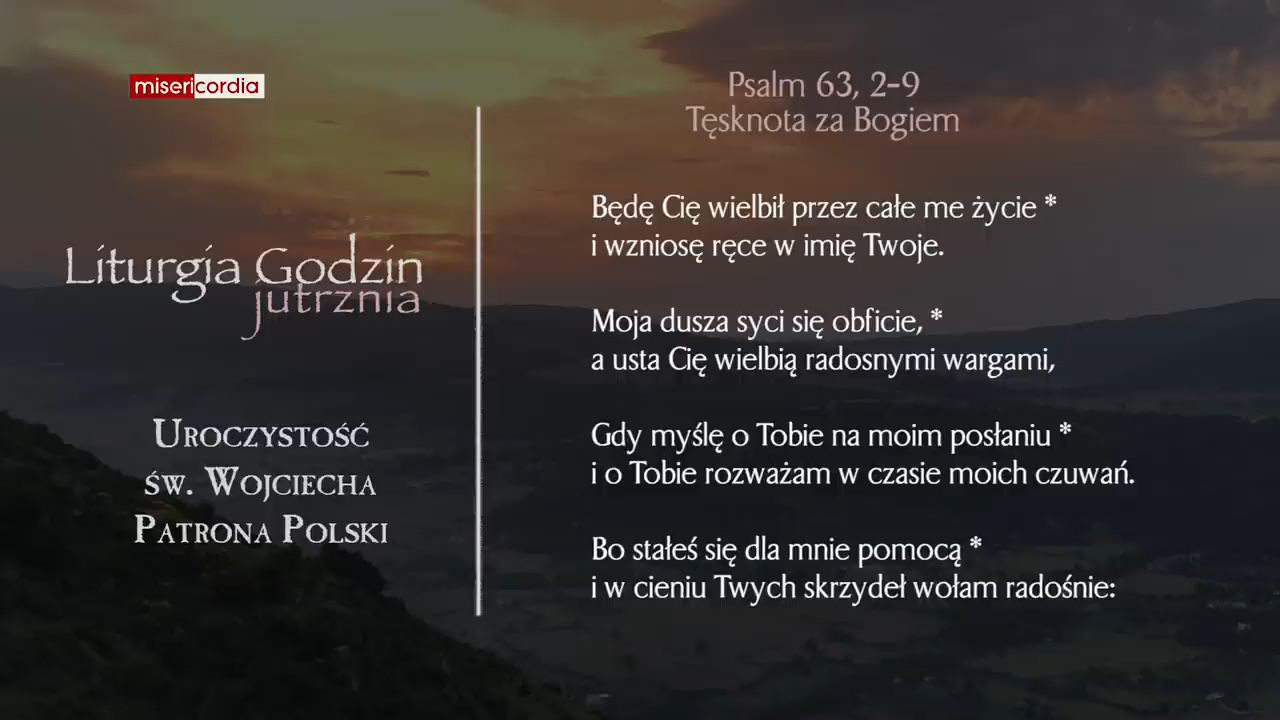 misericordia
Liturgia Godzin
jutrznia
Uroczystość
św. Wojciecha
Patrona Polski
Psalm 63, 2-9
Tęsknota za Bogiem
Będę Cię wielbił przez całe me życie *
i wzniosę ręce w imię Twoje.
Moja dusza syci się obficie, *
a usta Cię wielbią radosnymi wargami,
Gdy myślę o Tobie na moim posłaniu *
i o Tobie rozważam w czasie moich czuwań.
Bo stałeś się dla mnie pomocą *
i w cieniu Twych skrzydeł wołam radośnie: